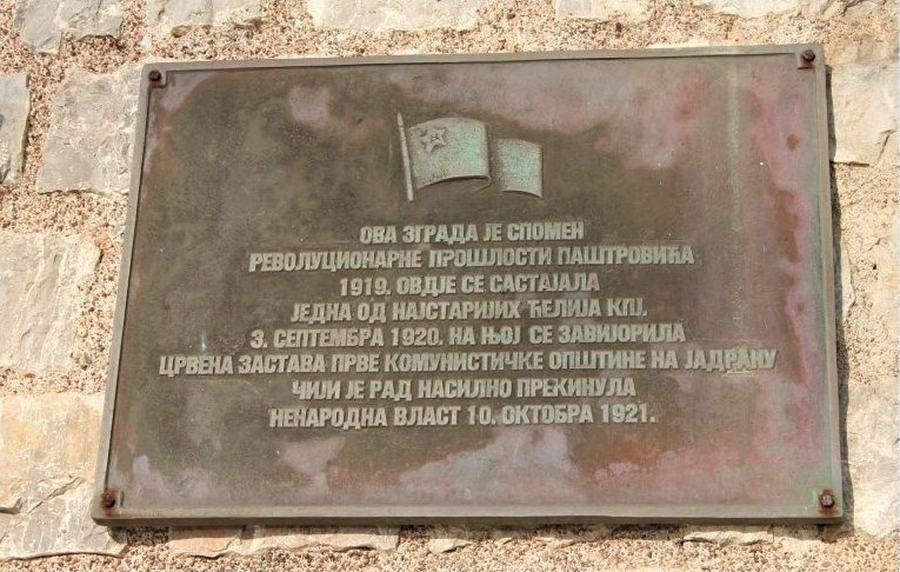 ОВА ЗГРАДА ЈЕ СПОМЕН
РЕВОЛУЦИОНАРНЕ ПРОШЛОСТИ ПАШТРОВИЋА
1919. ОВДЈЕ СЕ САСТАЈАЛА
ЈЕДНА ОД НАЈСТАРИЈИХ ЋЕЛИЈА КПЈ.
3. СЕПТЕМБРА 1920. НА ЊОЈ СЕ ЗАВИЈОРИЛА
ЦРВЕНА ЗАСТАВА ПРВЕ КОМУНИСТИЧКЕ ОПШТИНЕ НА ЈАДРАНУ
ЧИЈИ ЈЕ РАД НАСИЛНО ПРЕКИНУЛА
НЕНАРОДНА ВЛАСТ 10. ОКТОБРА 1921.